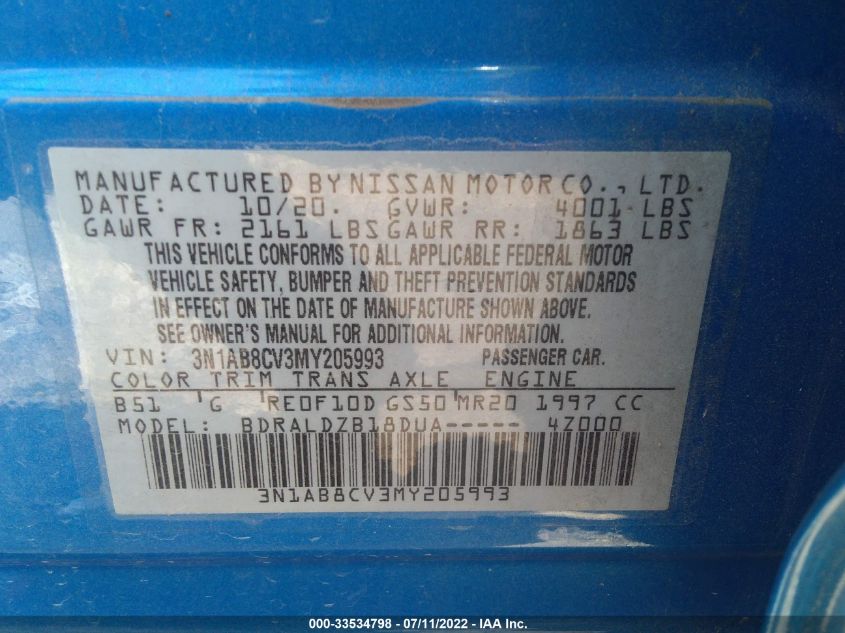 MANUFACTURED BY NISSAN MOTOR CO., LTD.
DATE: 10/20. GVWR: 4001 LBS
GAWR FR: 2161 LBS GAWR RR: 1863 LBS
THIS VEHICLE CONFORMS TO ALL APPLICABLE FEDERAL MOTOR
VEHICLE SAFETY, BUMPER AND THEFT PREVENTION STANDARDS
IN EFFECT ON THE DATE OF MANUFACTURE SHOWN ABOVE.
SEE OWNER'S MANUAL FOR ADDITIONAL INFORMATION.
VIN: 3N1AB8CV3MY205993 PASSENGER CAR.
COLOR TRIM TRANS AXLE ENGINE
B51 'G 'RE0F10D GS50'MR20 1997 CC
MODEL: BDRALDZB18DUA----- 4Z000
3N1AB8CV3MY205993
000-33534798 - 07/11/2022 - IAA Inc.